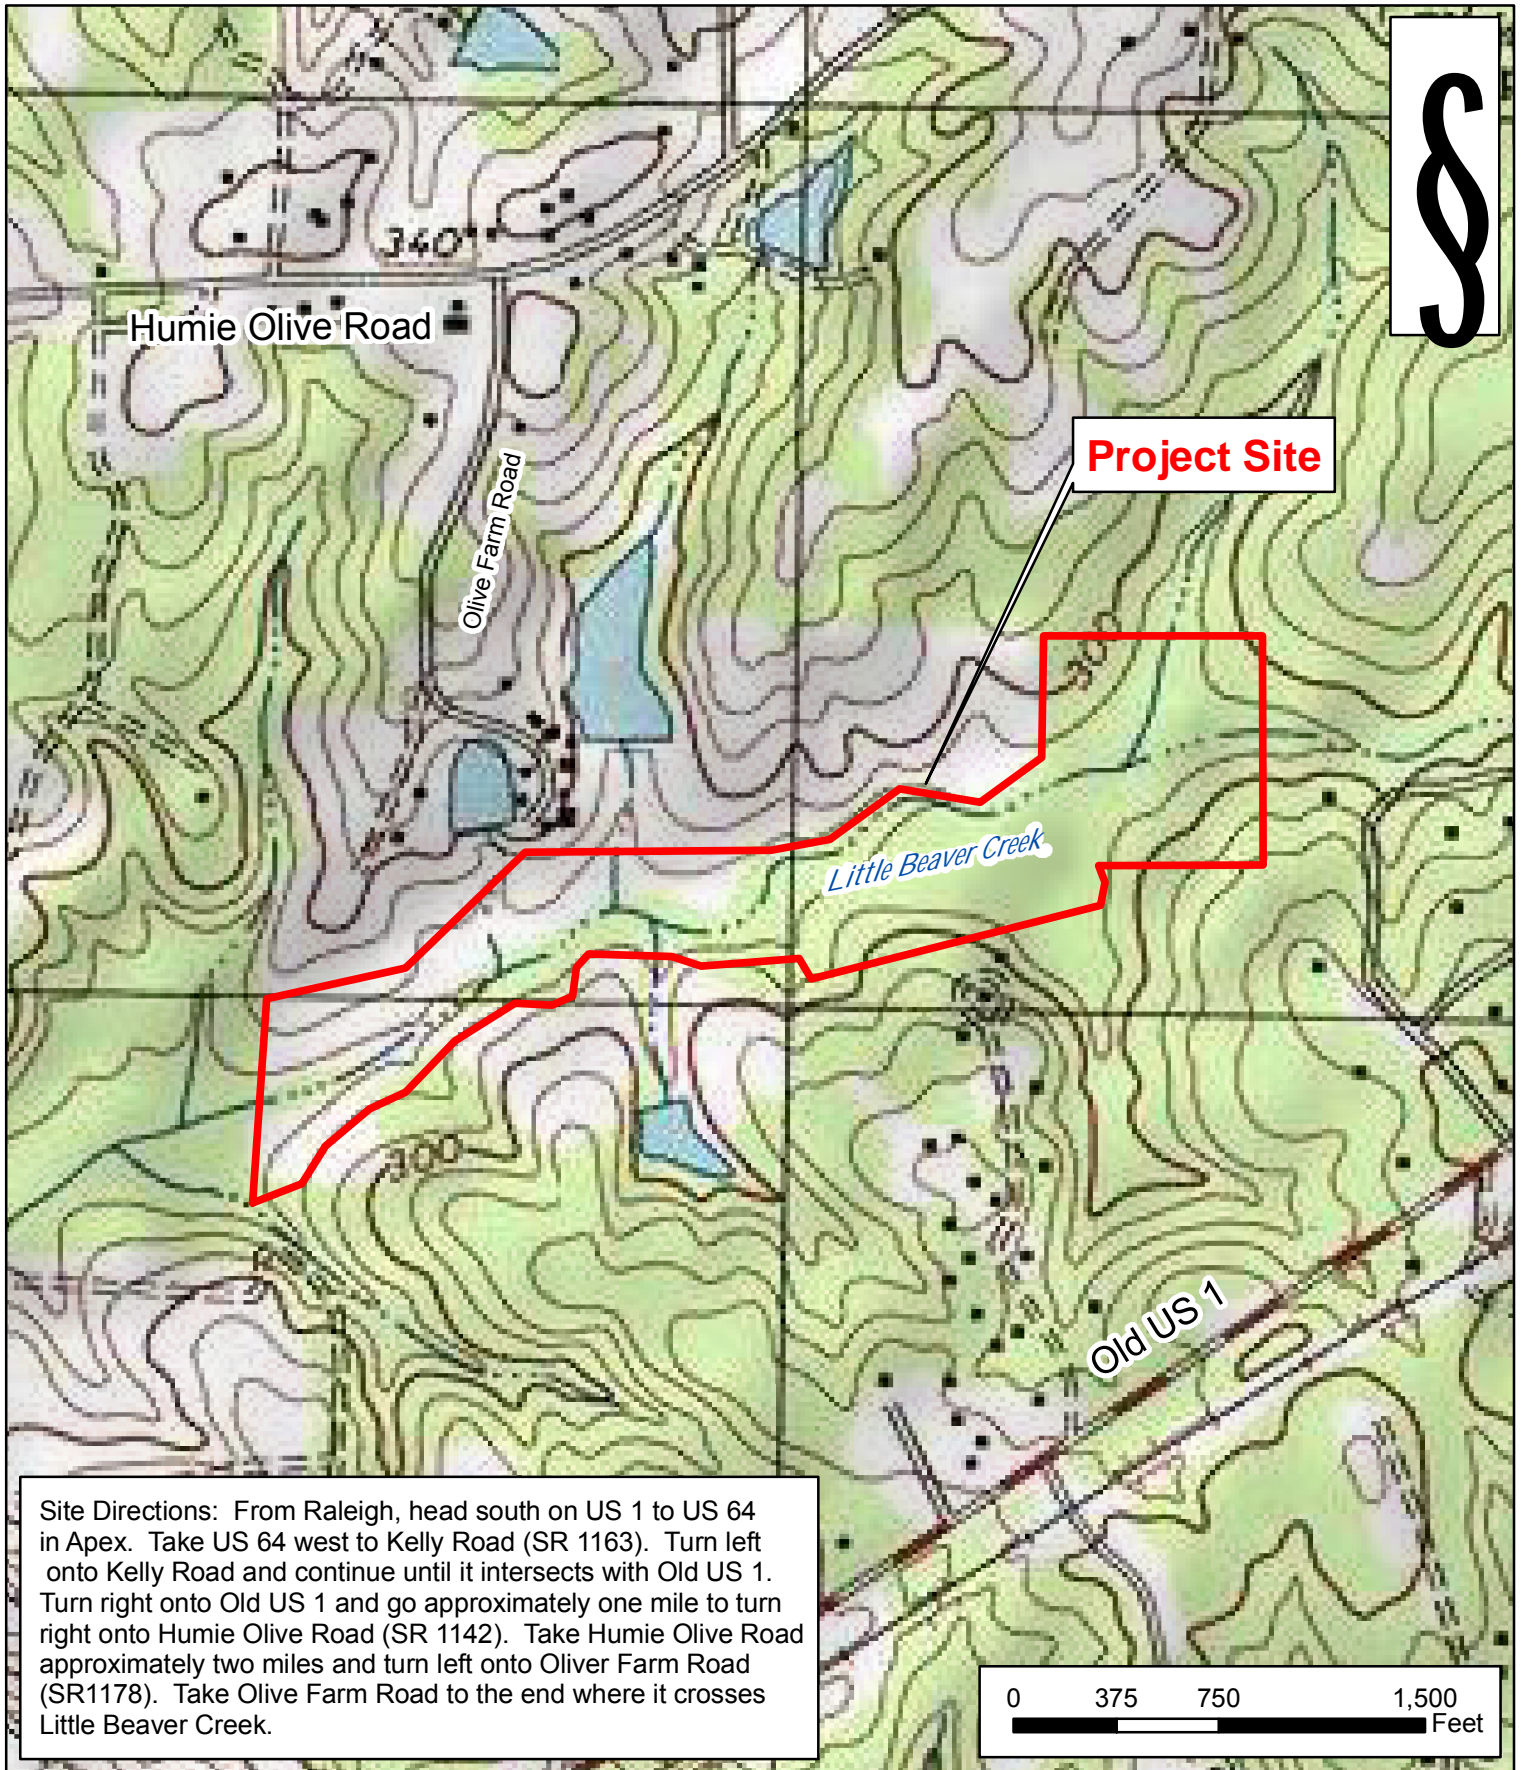 §
340
Humie Olive Road
Olive Farm Road
Project Site
300
Little Beaver Creek
300
Old US 1
Site Directions:  From Raleigh, head south on US 1 to US 64
in Apex.  Take US 64 west to Kelly Road (SR 1163).  Turn left
onto Kelly Road and continue until it intersects with Old US 1.
Turn right onto Old US 1 and go approximately one mile to turn
right onto Humie Olive Road (SR 1142).  Take Humie Olive Road
approximately two miles and turn left onto Oliver Farm Road
(SR1178).  Take Olive Farm Road to the end where it crosses
Little Beaver Creek.
0 375 750 1,500
Feet